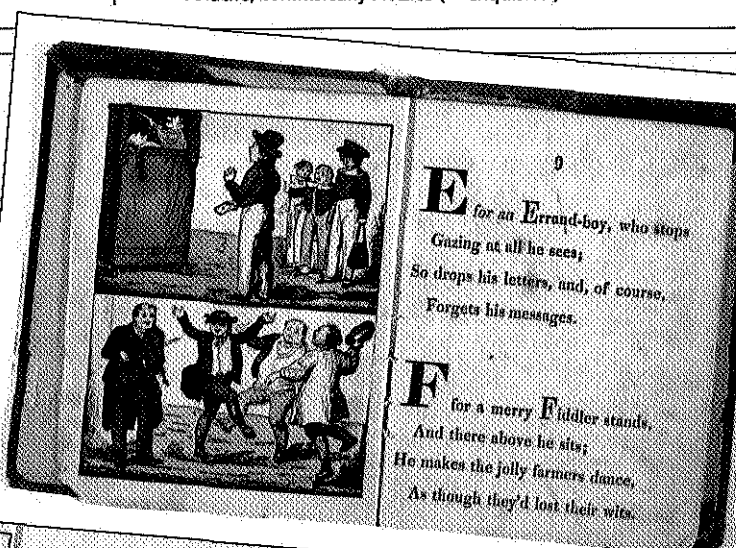 9
E for an Errand-boy, who stops
Gazing at all he sees;
So drops his letters, and, of course,
Forgets his messages.
F for a merry Fiddler stands,
And there above he sits;
He makes the jolly farmers dance,
As though they'd lost their wits.